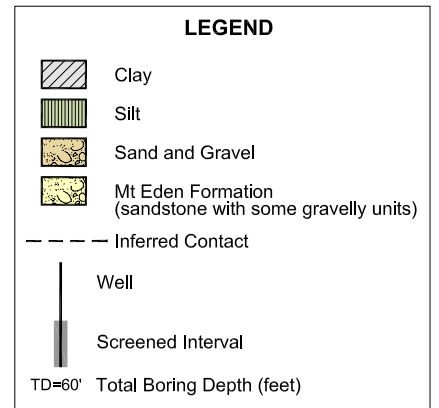 LEGEND
Clay
Silt
Sand and Gravel
Mt Eden Formation
(sandstone with some gravelly units)
Inferred Contact
Well
Screened Interval
TD=60' Total Boring Depth (feet)